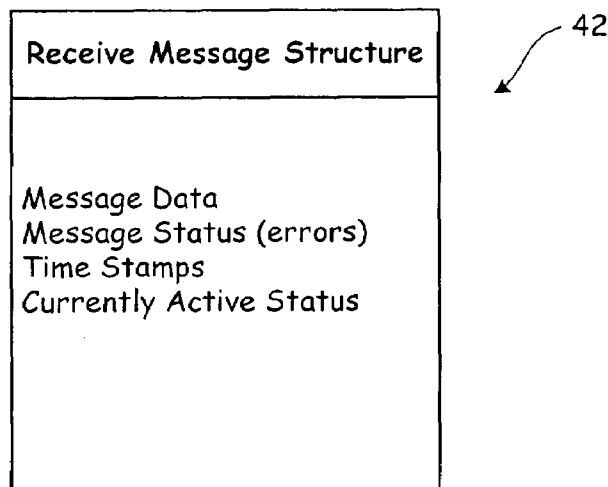 Receive Message Structure
42
Message Data
Message Status (errors)
Time Stamps
Currently Active Status